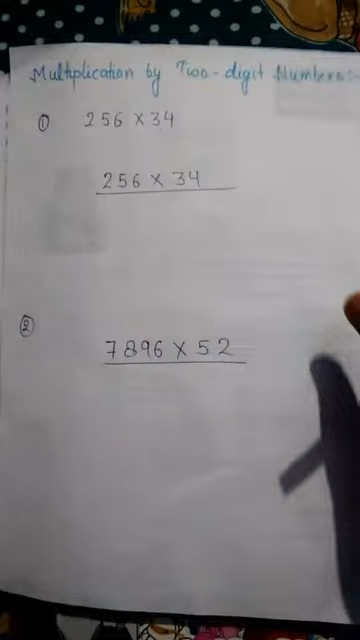 Multiplication by Two-digit Numbers:-
① 256 × 34
256 × 34
②
7896 × 52